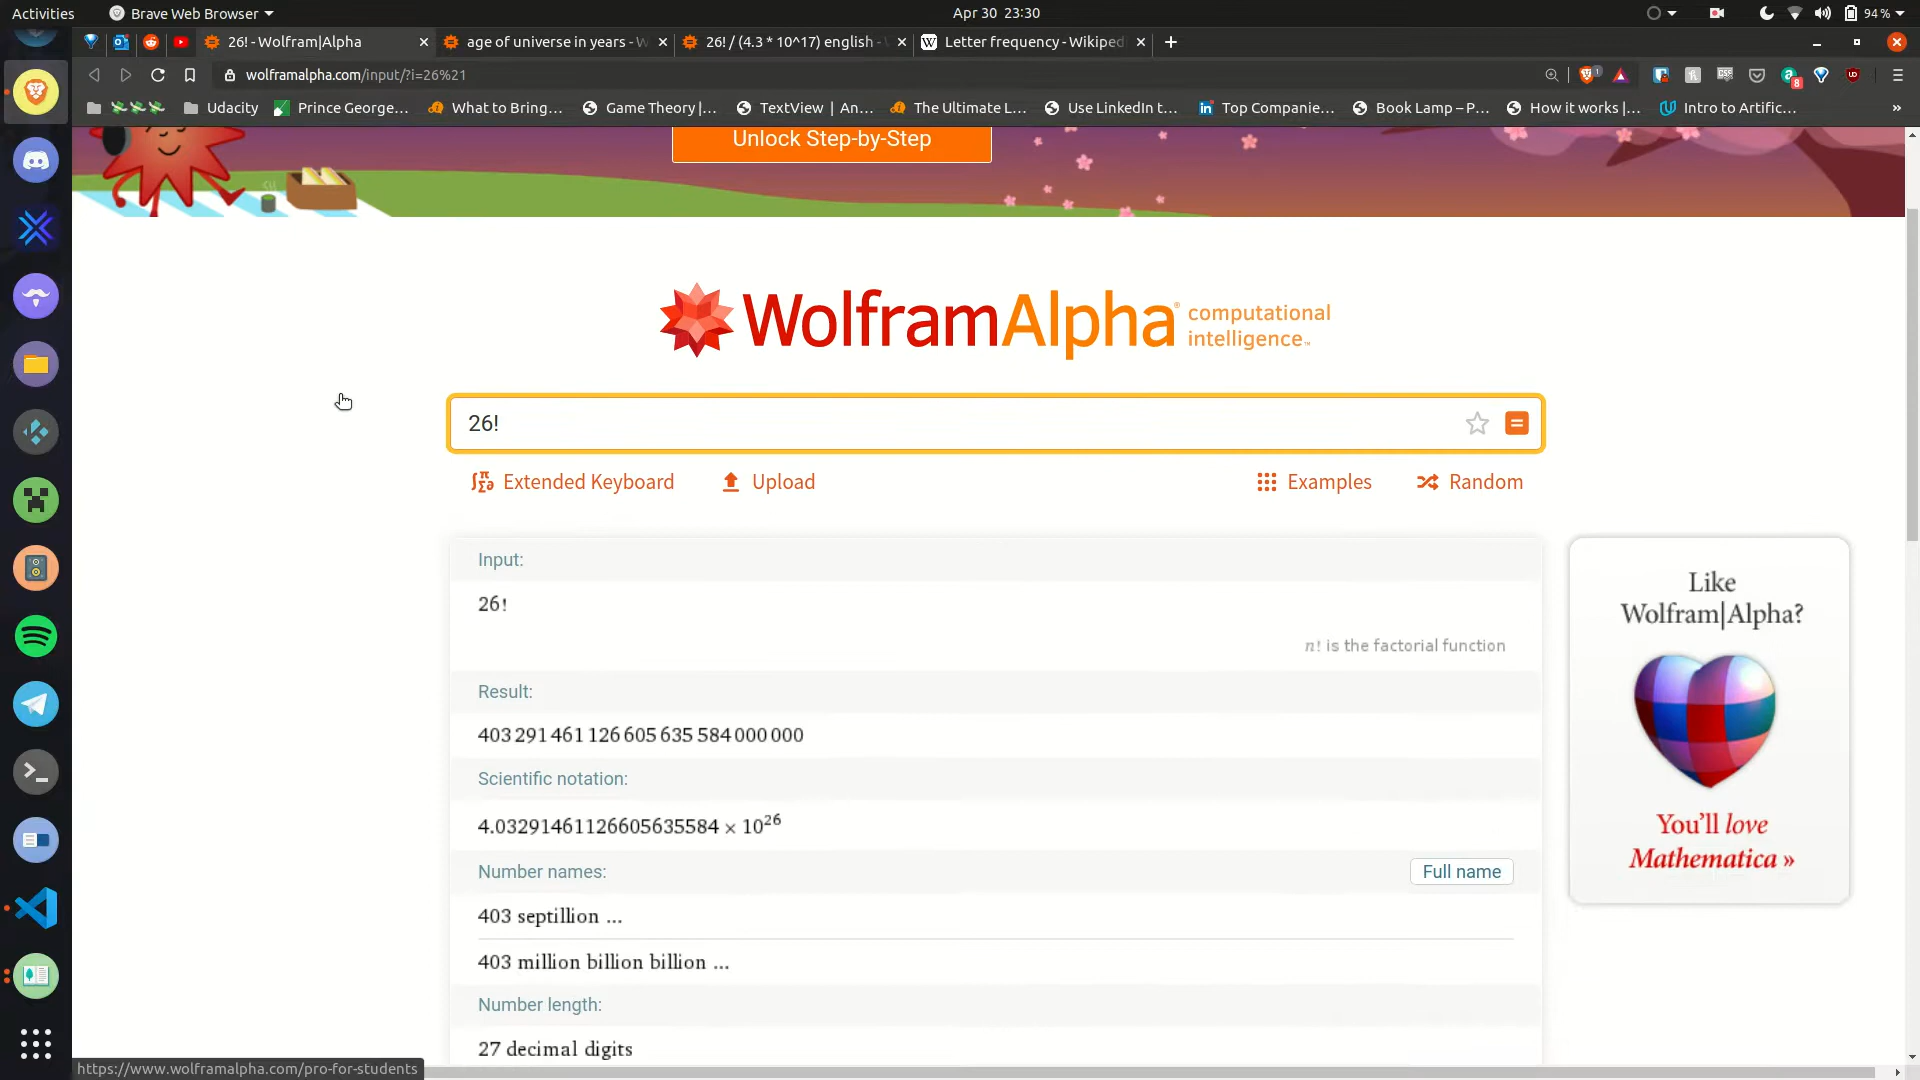 Activities
Brave Web Browser
Apr 30 23:30
94 %
26! - Wolfram|Alpha
age of universe in years - W
26! / (4.3 * 10^17) english -
Letter frequency - Wikiped
wolframalpha.com/input/?i=26%21
1
8
Udacity
Prince George...
What to Bring...
Game Theory |...
TextView | An...
The Ultimate L...
Use LinkedIn t...
Top Companie...
Book Lamp – P...
How it works |...
Intro to Artific...
»
Unlock Step-by-Step
WolframAlpha computational intelligence™
26!
Extended Keyboard
Upload
Examples
Random
Input:
26!
n! is the factorial function
Result:
403 291 461 126 605 635 584 000 000
Scientific notation:
4.03291461126605635584 × 10^26
Number names:
Full name
403 septillion ...
403 million billion billion ...
Number length:
27 decimal digits
Like
Wolfram|Alpha?
You'll love
Mathematica »
https://www.wolframalpha.com/pro-for-students